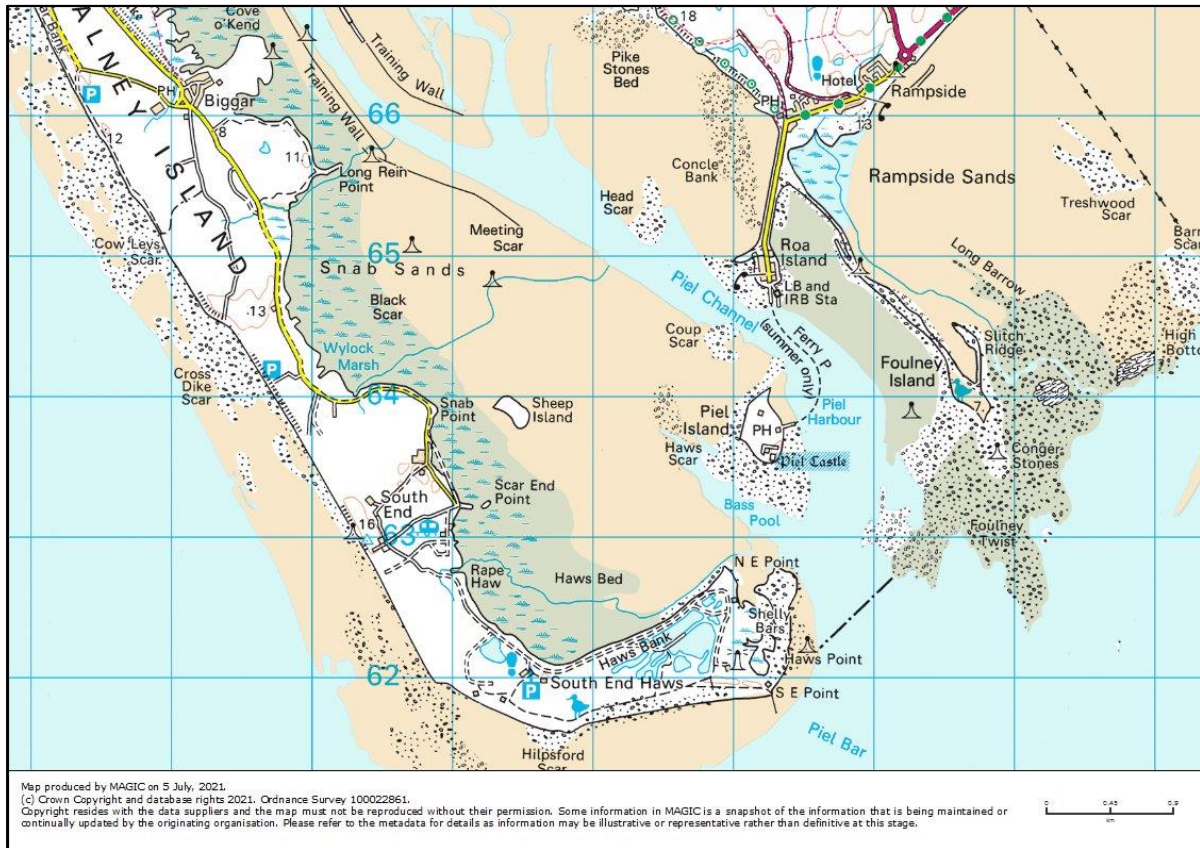 Cove
o'Kend
ALNEY ISLAND
ar Bank
Training Wall
Training Wall
18
Pike
Stones
Bed
Hotel
PH
Rampside
P
PH
Biggar
66
8
12
11
13
Long Rein
Point
Concle
Bank
Rampside Sands
Treshwood
Scar
Head
Scar
Meeting
Scar
Barr
Scar
Cow Leys
Scar
65
Snab Sands
Roa
Island
Long Barrow
LB and
IRB Sta
Black
Scar
Piel Channel
.13
Coup
Scar
Ferry P
(summer only)
Slitch
Ridge
High
Botto
Wylock
Marsh
P
Foulney
Island
Cross
Dike
Scar
64
Snab
Point
Sheep
Island
Piel
Island
PH
Piel
Harbour
7
Haws
Scar
Piel Castle
Conger
Stones
Scar End
Point
South
End
Bass
Pool
16
63
Foulney
Twist
Rape
Haw
Haws Bed
N E Point
Shelly
Bars
Haws Bank
Haws Point
62
P
South End Haws
S E Point
Piel Bar
Hilpsford
Scar
Map produced by MAGIC on 5 July, 2021.
(c) Crown Copyright and database rights 2021. Ordnance Survey 100022861.
Copyright resides with the data suppliers and the map must not be reproduced without their permission. Some information in MAGIC is a snapshot of the information that is being maintained or
continually updated by the originating organisation. Please refer to the metadata for details as information may be illustrative or representative rather than definitive at this stage.
0 0.45 0.9
km